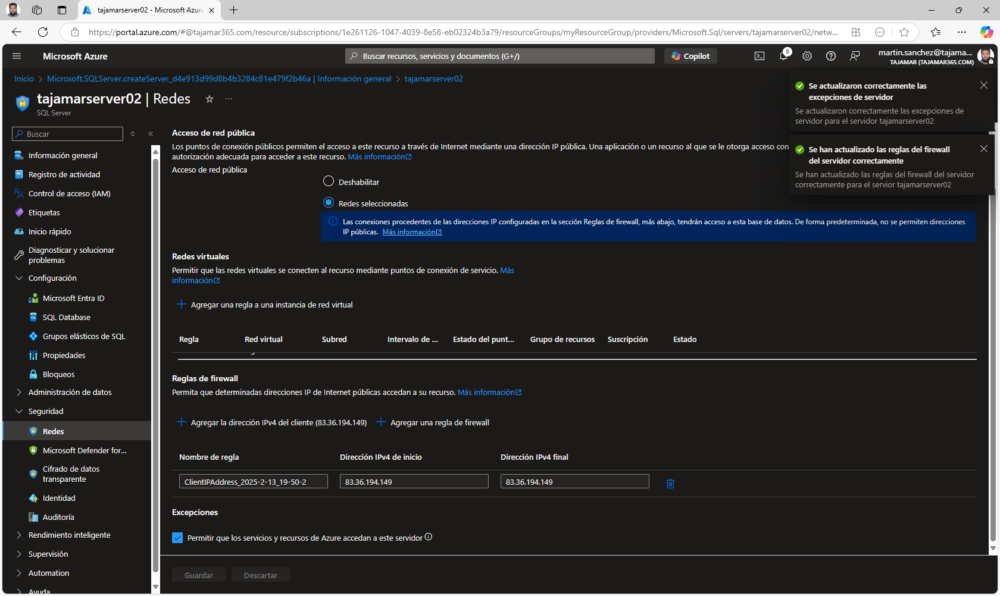 tajamarserver02 - Microsoft Azure
https://portal.azure.com/#@tajamar365.com/resource/subscriptions/1e261126-1047-4039-8e58-eb02324b3a79/resourceGroups/myResourceGroup/providers/Microsoft.Sql/servers/tajamarserver02/netw...
Microsoft Azure
Buscar recursos, servicios y documentos (G+/)
Copilot
9
martin.sanchez@tajama...
TAJAMAR (TAJAMAR365.COM)
Inicio > Microsoft.SQLServer.createServer_d4e913d99d8b4b3284c81e479f2b46a | Información general > tajamarserver02
tajamarserver02 | Redes
SQL Server
Se actualizaron correctamente las
excepciones de servidor
Se actualizaron correctamente las excepciones de
servidor para el servidor tajamarserver02
Se han actualizado las reglas del firewall
del servidor correctamente
Se han actualizado las reglas del firewall del servidor
correctamente para el servior tajamarserver02
Buscar
Información general
Registro de actividad
Control de acceso (IAM)
Etiquetas
Inicio rápido
Diagnosticar y solucionar
problemas
Configuración
Microsoft Entra ID
SQL Database
Grupos elásticos de SQL
Propiedades
Bloqueos
Administración de datos
Seguridad
Redes
Microsoft Defender for...
Cifrado de datos
transparente
Identidad
Auditoría
Rendimiento inteligente
Supervisión
Automation
Ayuda
Acceso de red pública
Los puntos de conexión públicos permiten el acceso a este recurso a través de Internet mediante una dirección IP pública. Una aplicación o un recurso al que se le otorga acceso con
autorización adecuada para acceder a este recurso. Más información
Acceso de red pública
Deshabilitar
Redes seleccionadas
Las conexiones procedentes de las direcciones IP configuradas en la sección Reglas de firewall, más abajo, tendrán acceso a esta base de datos. De forma predeterminada, no se permiten direcciones
IP públicas. Más información
Redes virtuales
Permitir que las redes virtuales se conecten al recurso mediante puntos de conexión de servicio. Más
información
Agregar una regla a una instancia de red virtual
Regla Red virtual Subred Intervalo de ... Estado del punt... Grupo de recursos Suscripción Estado
Reglas de firewall
Permita que determinadas direcciones IP de Internet públicas accedan a su recurso. Más información
Agregar la dirección IPv4 del cliente (83.36.194.149) Agregar una regla de firewall
Nombre de regla Dirección IPv4 de inicio Dirección IPv4 final
ClientIPAddress_2025-2-13_19-50-2 83.36.194.149 83.36.194.149
Excepciones
Permitir que los servicios y recursos de Azure accedan a este servidor
Guardar Descartar